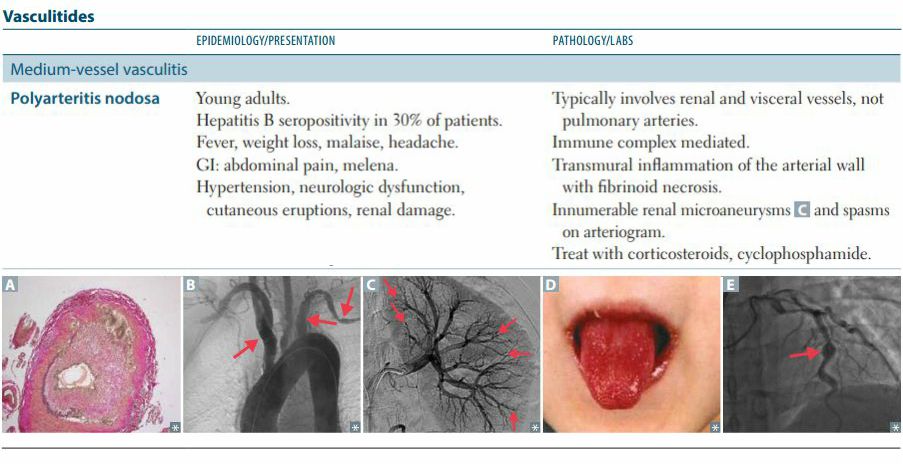 Vasculitides
EPIDEMIOLOGY/PRESENTATION PATHOLOGY/LABS
Medium-vessel vasculitis
Polyarteritis nodosa
Young adults.
Hepatitis B seropositivity in 30% of patients.
Fever, weight loss, malaise, headache.
GI: abdominal pain, melena.
Hypertension, neurologic dysfunction,
cutaneous eruptions, renal damage.
Typically involves renal and visceral vessels, not
pulmonary arteries.
Immune complex mediated.
Transmural inflammation of the arterial wall
with fibrinoid necrosis.
Innumerable renal microaneurysms C and spasms
on arteriogram.
Treat with corticosteroids, cyclophosphamide.
A B C D E
* * * * *